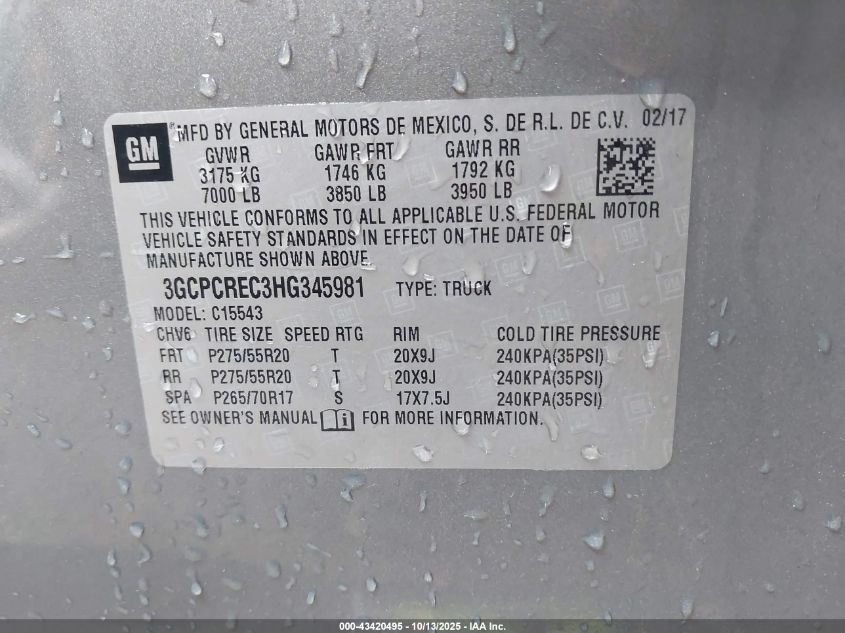 GM ® MFD BY GENERAL MOTORS DE MEXICO, S. DE R.L. DE C.V. 02/17
GVWR GAWR FRT GAWR RR
3175 KG 1746 KG 1792 KG
7000 LB 3850 LB 3950 LB
THIS VEHICLE CONFORMS TO ALL APPLICABLE U.S. FEDERAL MOTOR
VEHICLE SAFETY STANDARDS IN EFFECT ON THE DATE OF
MANUFACTURE SHOWN ABOVE.
3GCPCREC3HG345981 TYPE: TRUCK
MODEL: C15543
CHV6 TIRE SIZE SPEED RTG RIM COLD TIRE PRESSURE
FRT P275/55R20 T 20X9J 240KPA(35PSI)
RR P275/55R20 T 20X9J 240KPA(35PSI)
SPA P265/70R17 S 17X7.5J 240KPA(35PSI)
SEE OWNER'S MANUAL FOR MORE INFORMATION.
000-43420495 - 10/13/2025 - IAA Inc.